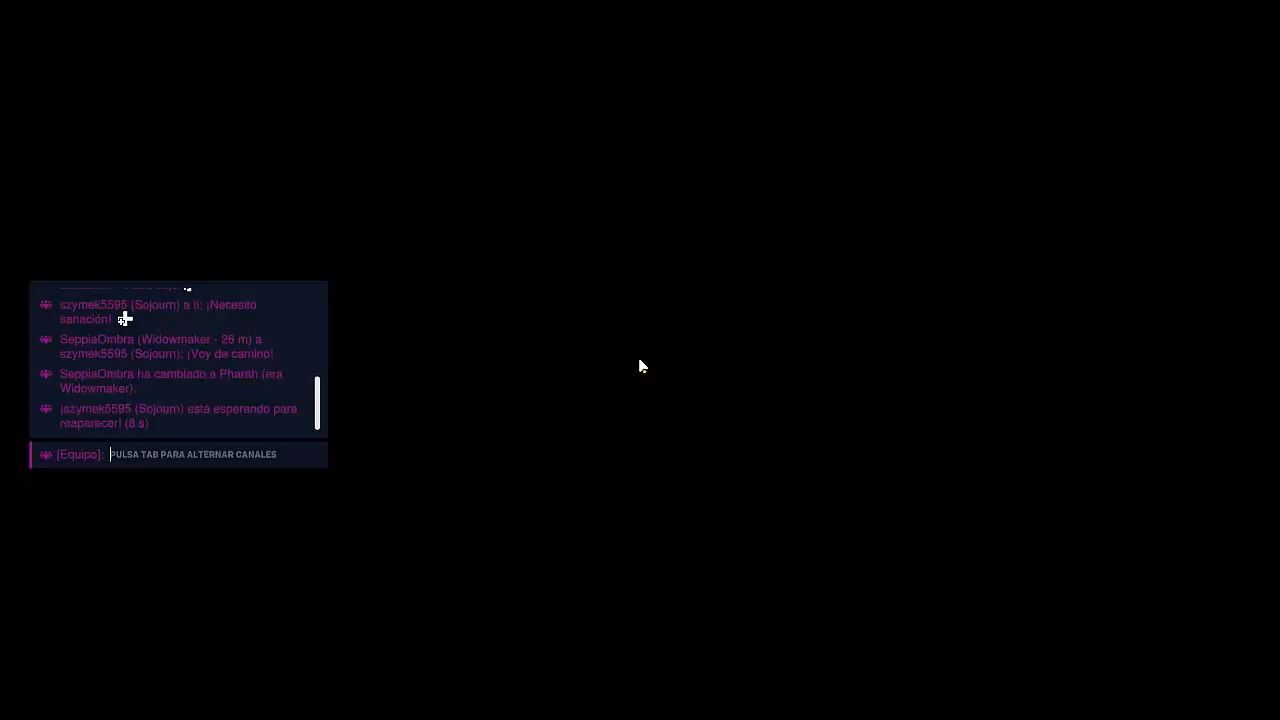 szymek5595 (Sojourn) a ti: ¡Necesito
sanación!
SeppiaOmbra (Widowmaker - 26 m) a
szymek5595 (Sojourn): ¡Voy de camino!
SeppiaOmbra ha cambiado a Pharah (era
Widowmaker).
¡szymek5595 (Sojourn) está esperando para
reaparecer! (8 s)
[Equipo]: PULSA TAB PARA ALTERNAR CANALES